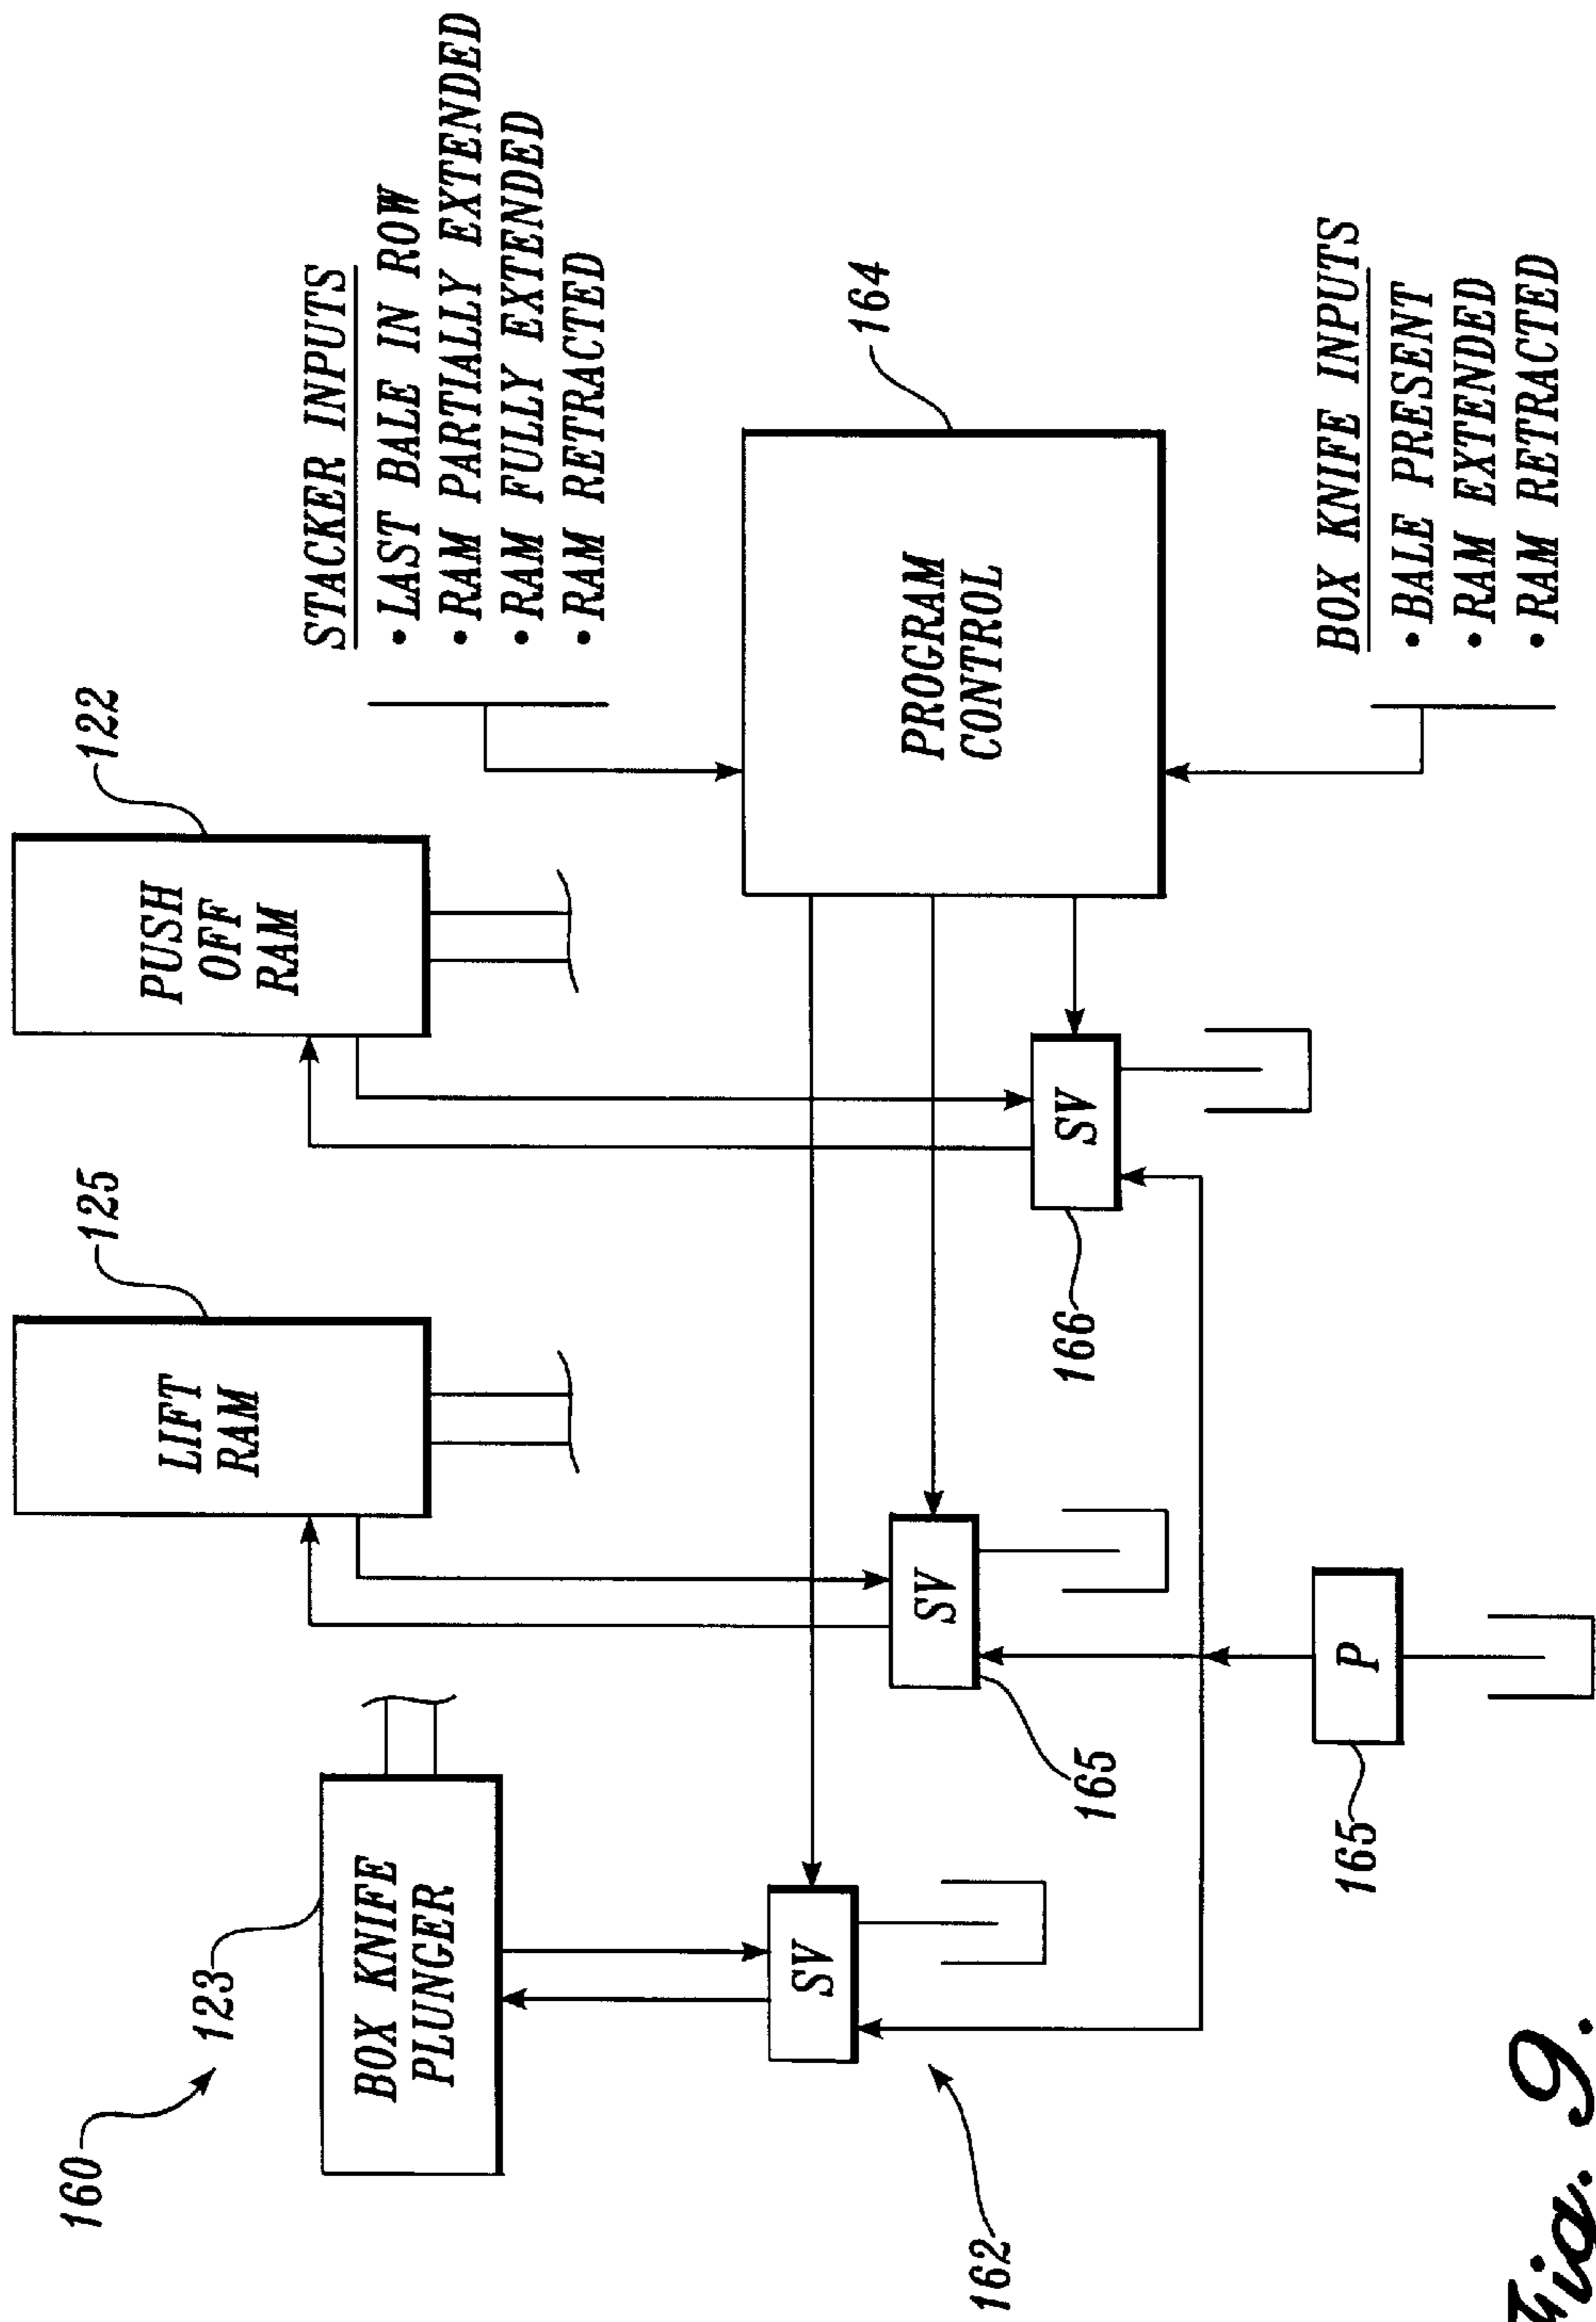 160
123
BOX KNIFE
PLUNGER
125
LIFT
RAM
122
PUSH
OFF
RAM
STACKER INPUTS
• LAST BALE IN ROW
• RAM PARTIALLY EXTENDED
• RAM FULLY EXTENDED
• RAM RETRACTED
164
PROGRAM
CONTROL
SV
SV
SV
162
165
166
P
165
BOX KNIFE INPUTS
• BALE PRESENT
• RAM EXTENDED
• RAM RETRACTED
Fig. 9.